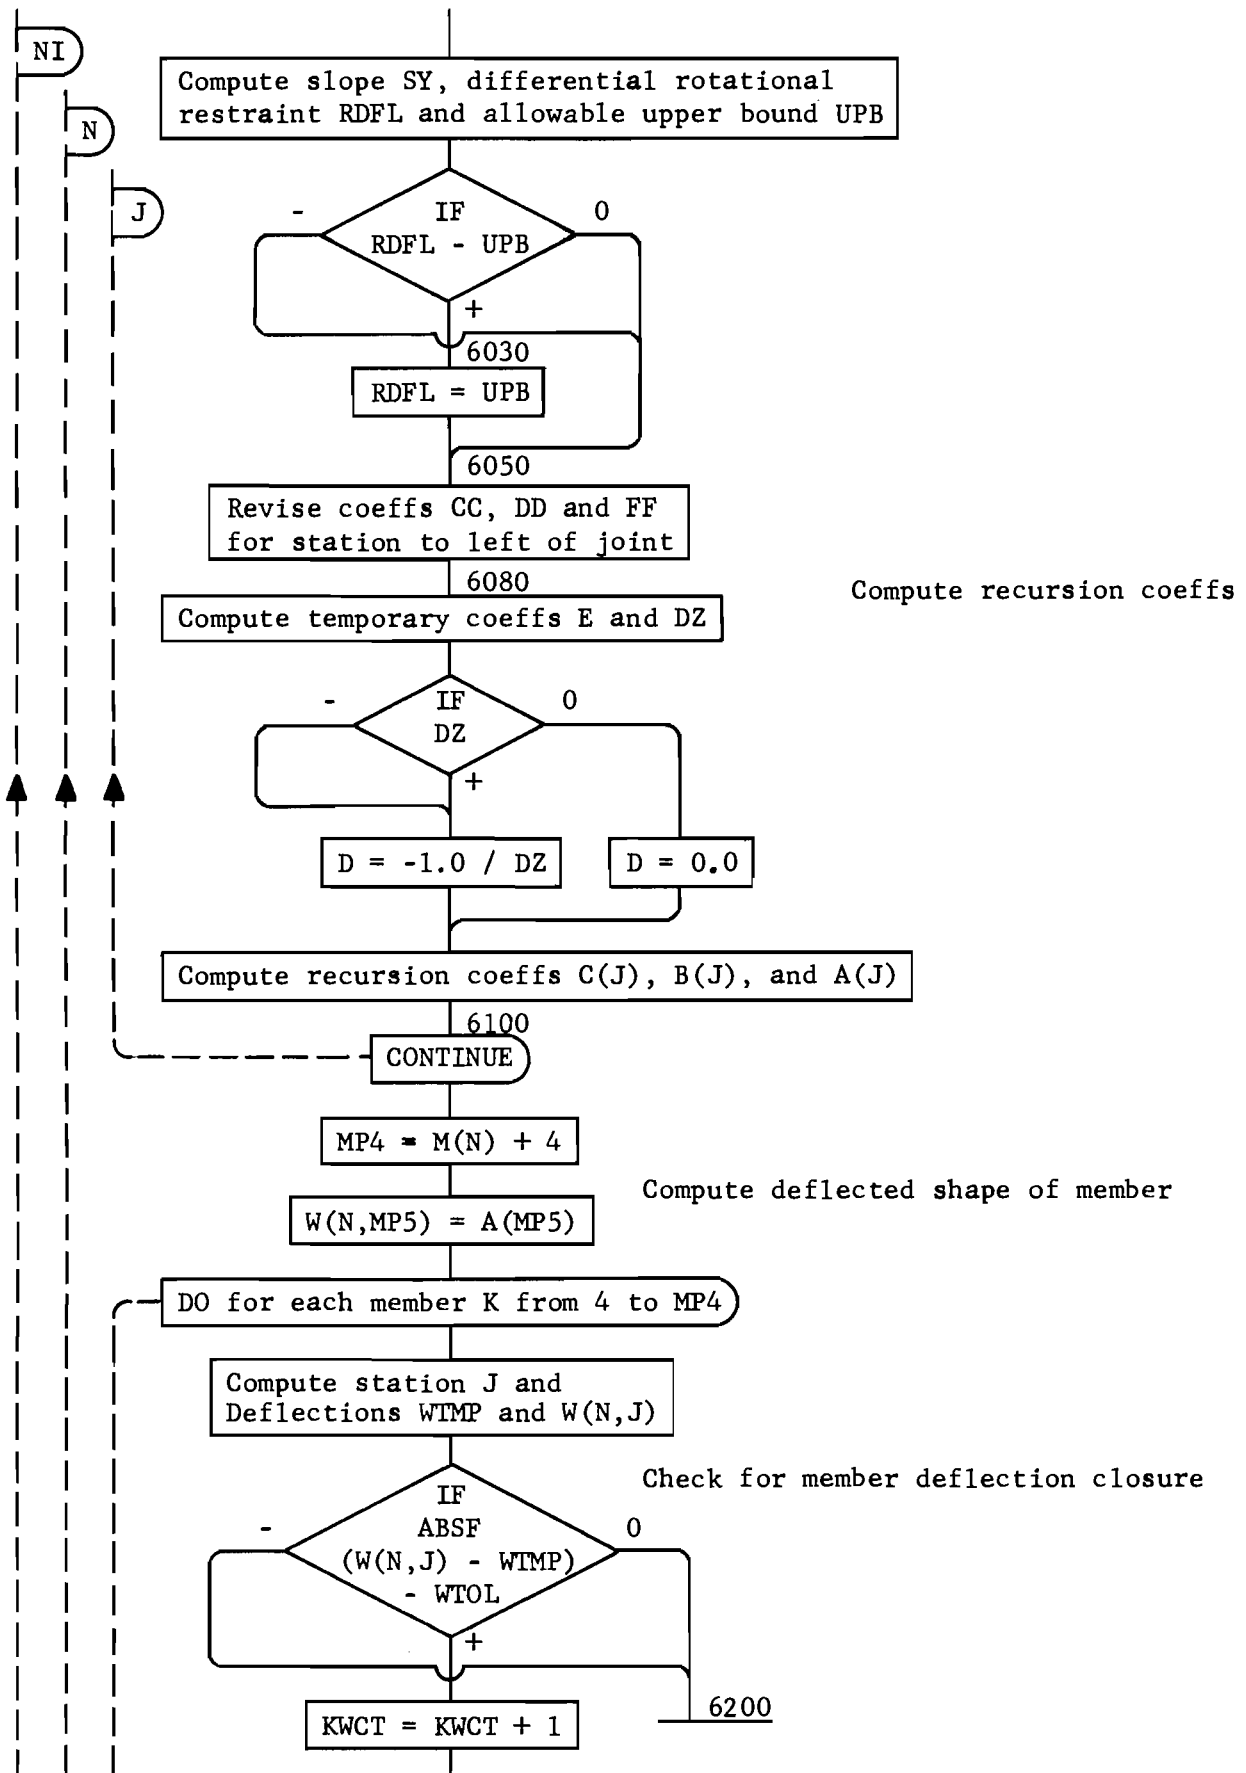 NI
Compute slope SY, differential rotational
restraint RDFL and allowable upper bound UPB
N
J
- IF 0
RDFL - UPB
+
6030
RDFL = UPB
6050
Revise coeffs CC, DD and FF
for station to left of joint
6080
Compute recursion coeffs
Compute temporary coeffs E and DZ
- IF 0
DZ
+
D = -1.0 / DZ
D = 0.0
Compute recursion coeffs C(J), B(J), and A(J)
6100
CONTINUE
MP4 = M(N) + 4
Compute deflected shape of member
W(N,MP5) = A(MP5)
DO for each member K from 4 to MP4
Compute station J and
Deflections WTMP and W(N,J)
Check for member deflection closure
IF
- ABSF 0
(W(N,J) - WTMP)
- WTOL
+
KWCT = KWCT + 1
6200